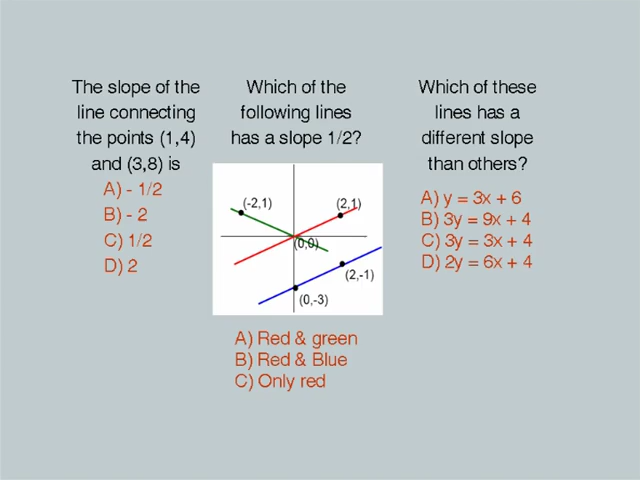 The slope of the
line connecting
the points (1,4)
and (3,8) is
A) - 1/2
B) - 2
C) 1/2
D) 2
Which of the
following lines
has a slope 1/2?
(-2,1)
(2,1)
(0,0)
(2,-1)
(0,-3)
A) Red & green
B) Red & Blue
C) Only red
Which of these
lines has a
different slope
than others?
A) y = 3x + 6
B) 3y = 9x + 4
C) 3y = 3x + 4
D) 2y = 6x + 4